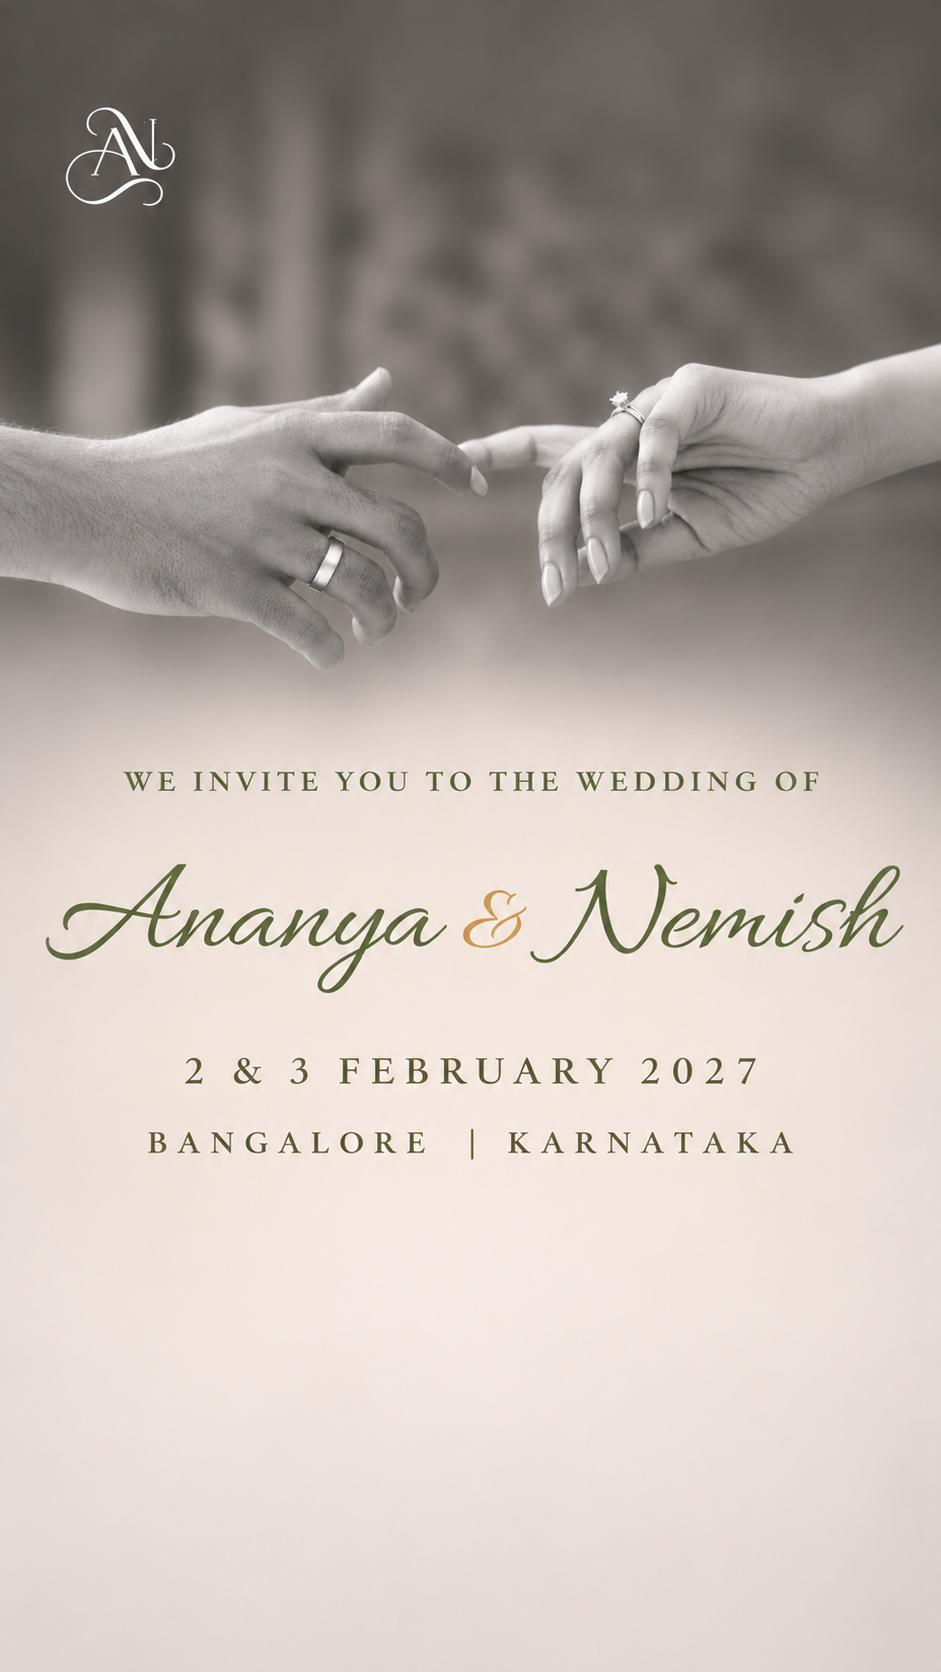 AN
WE INVITE YOU TO THE WEDDING OF
Ananya & Nemish
2 & 3 FEBRUARY 2027
BANGALORE | KARNATAKA